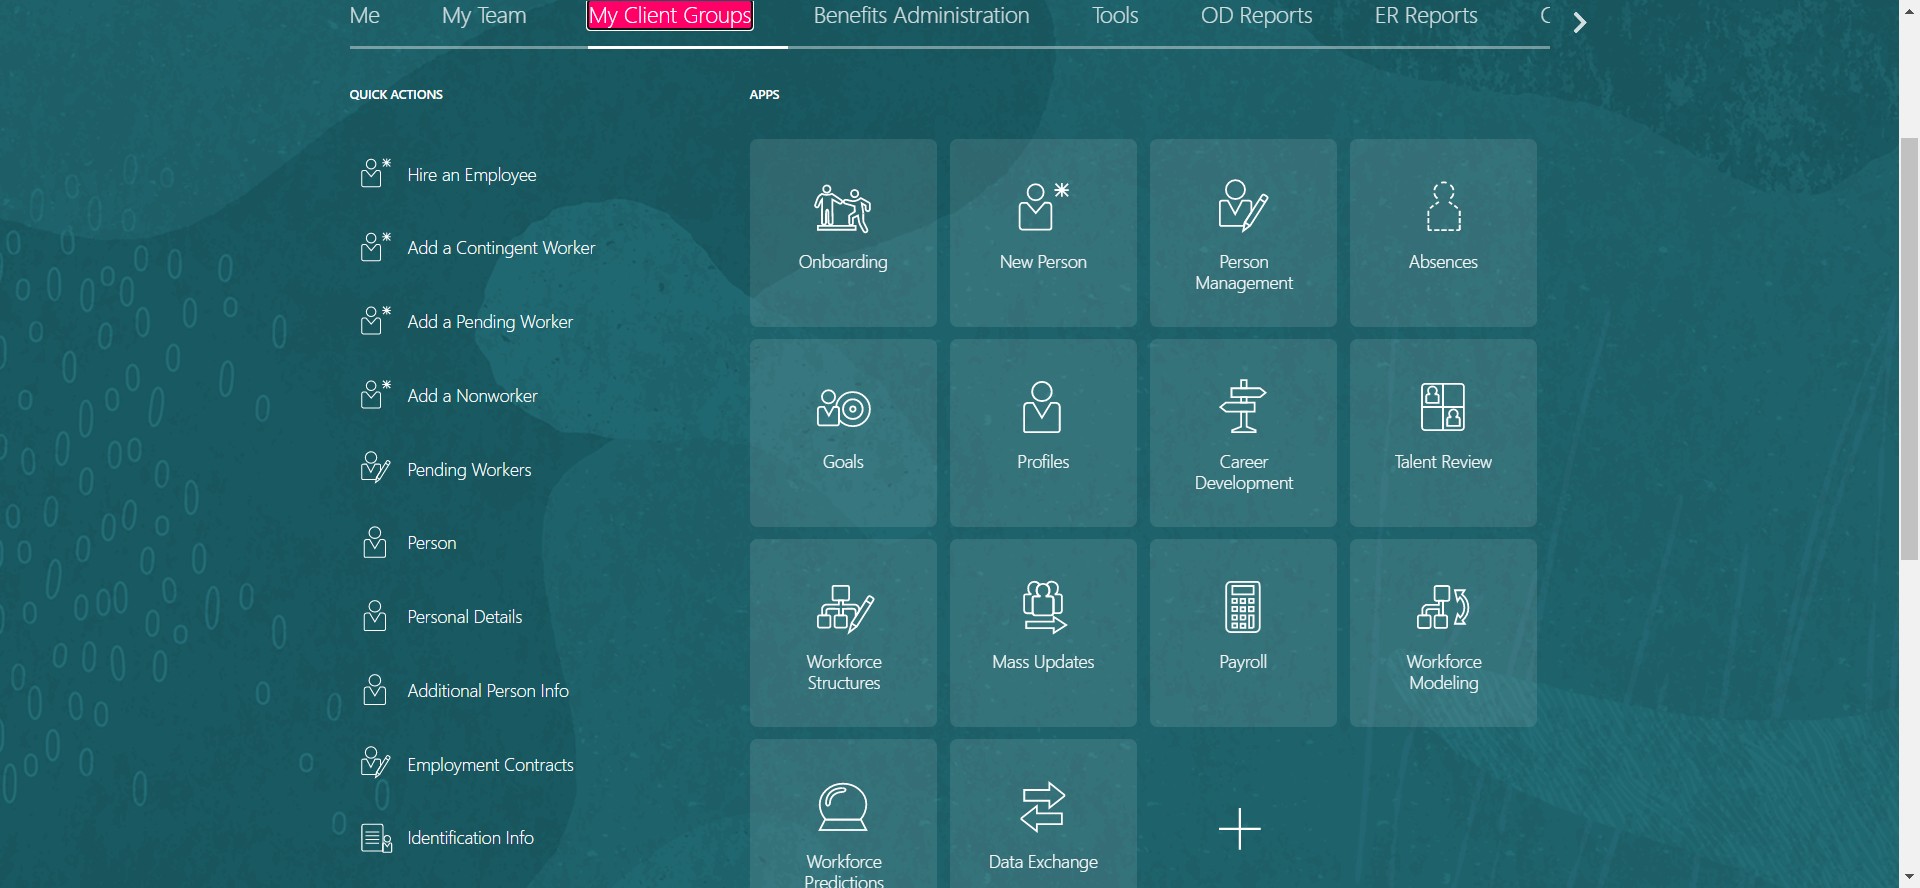 Me
My Team
My Client Groups
Benefits Administration
Tools
OD Reports
ER Reports
QUICK ACTIONS
Hire an Employee
Add a Contingent Worker
Add a Pending Worker
Add a Nonworker
Pending Workers
Person
Personal Details
Additional Person Info
Employment Contracts
Identification Info
APPS
Onboarding
New Person
Person
Management
Absences
Goals
Profiles
Career
Development
Talent Review
Workforce
Structures
Mass Updates
Payroll
Workforce
Modeling
Workforce
Predictions
Data Exchange